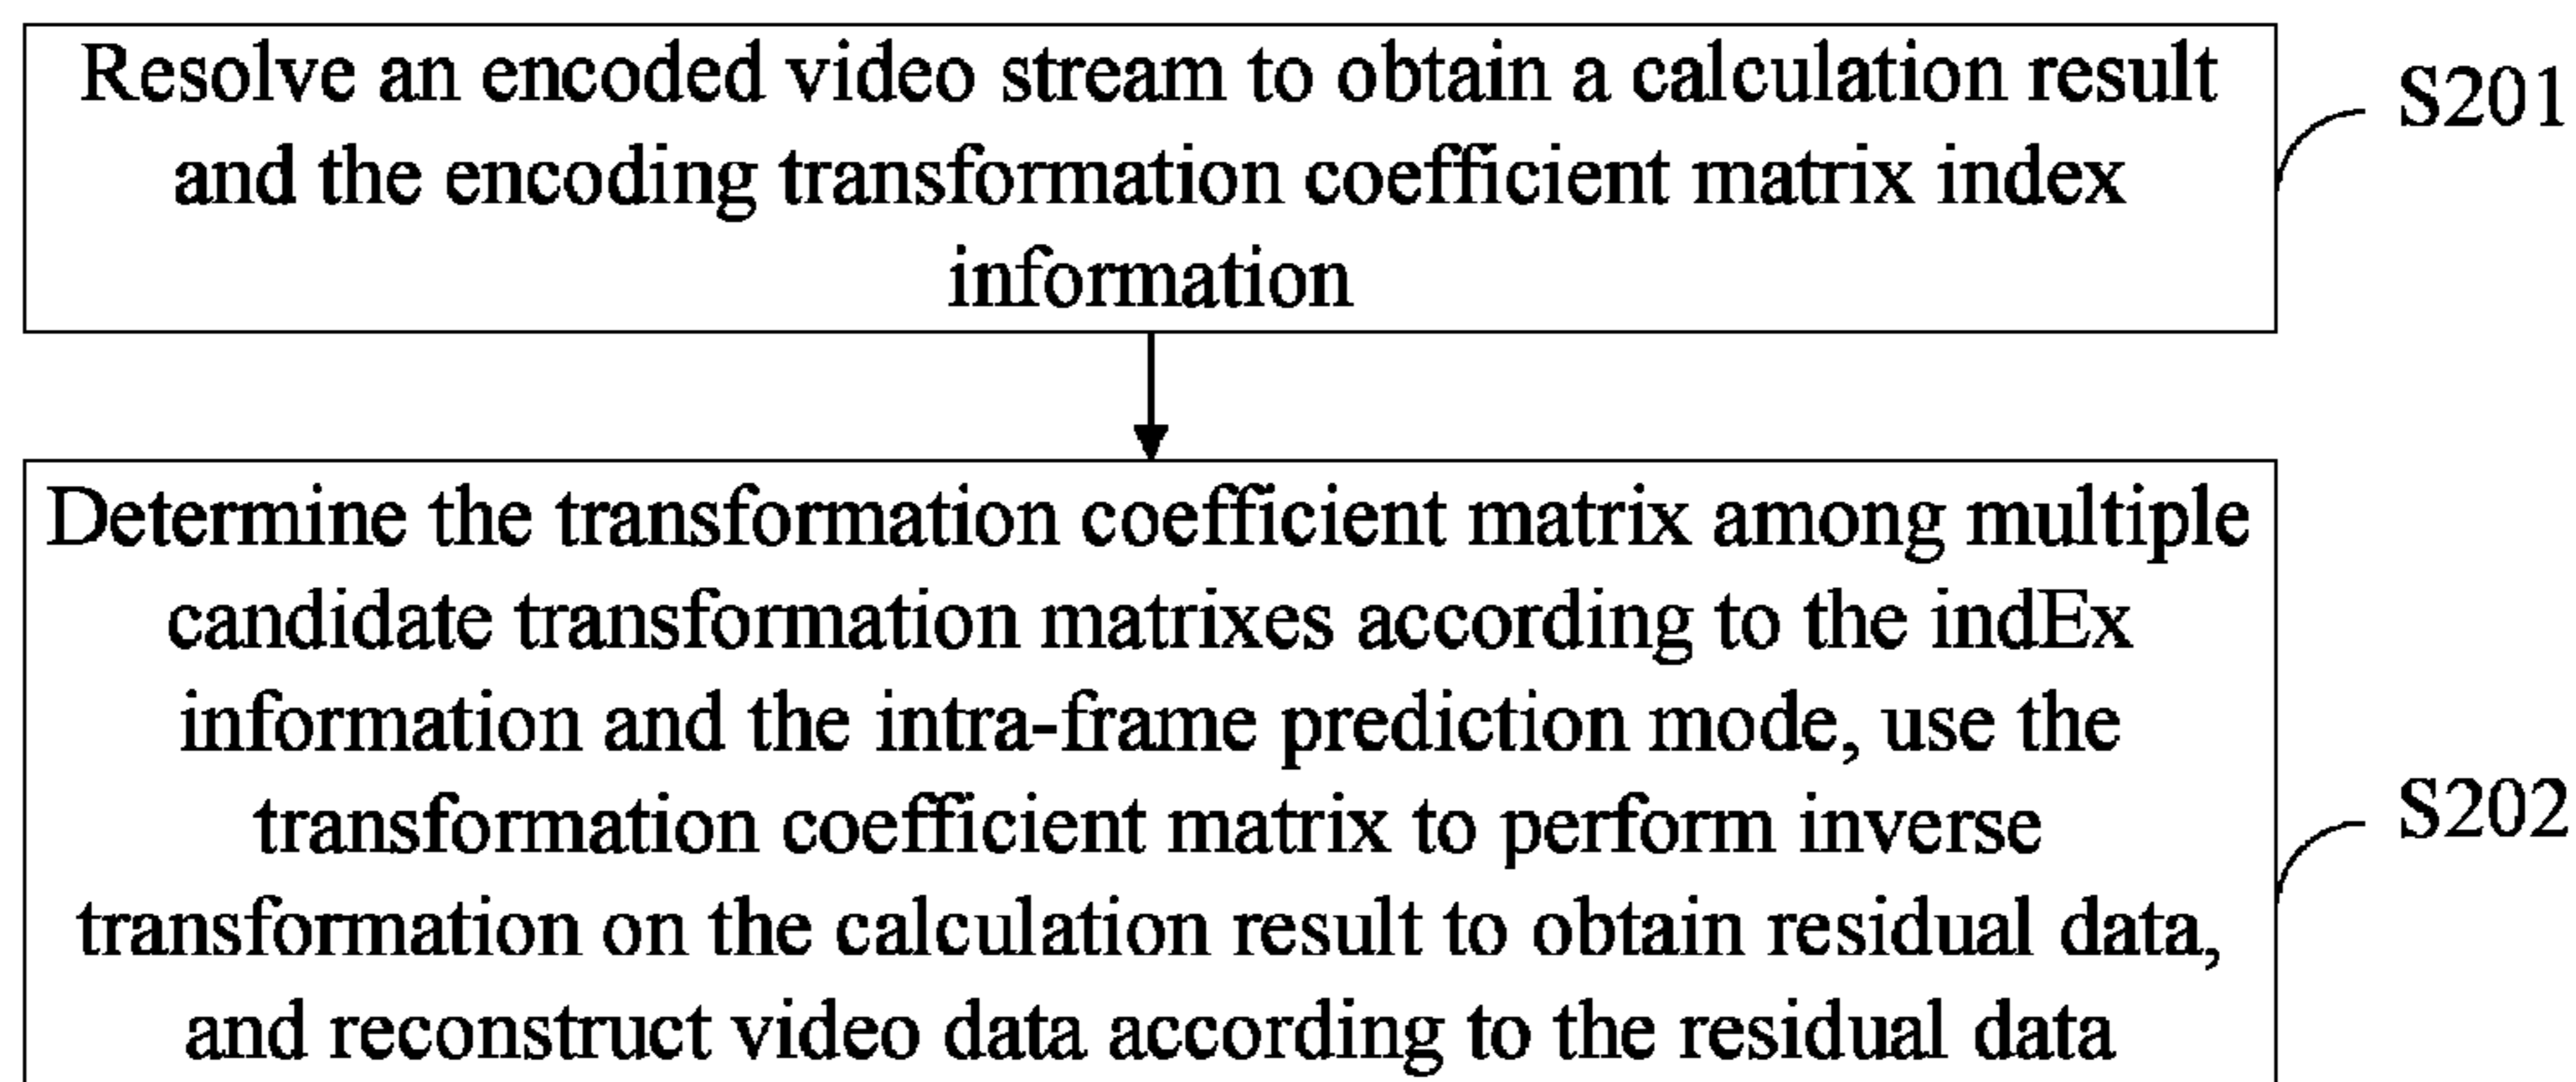 Resolve an encoded video stream to obtain a calculation result
and the encoding transformation coefficient matrix index
information
S201
Determine the transformation coefficient matrix among multiple
candidate transformation matrixes according to the indEx
information and the intra-frame prediction mode, use the
transformation coefficient matrix to perform inverse
transformation on the calculation result to obtain residual data,
and reconstruct video data according to the residual data
S202